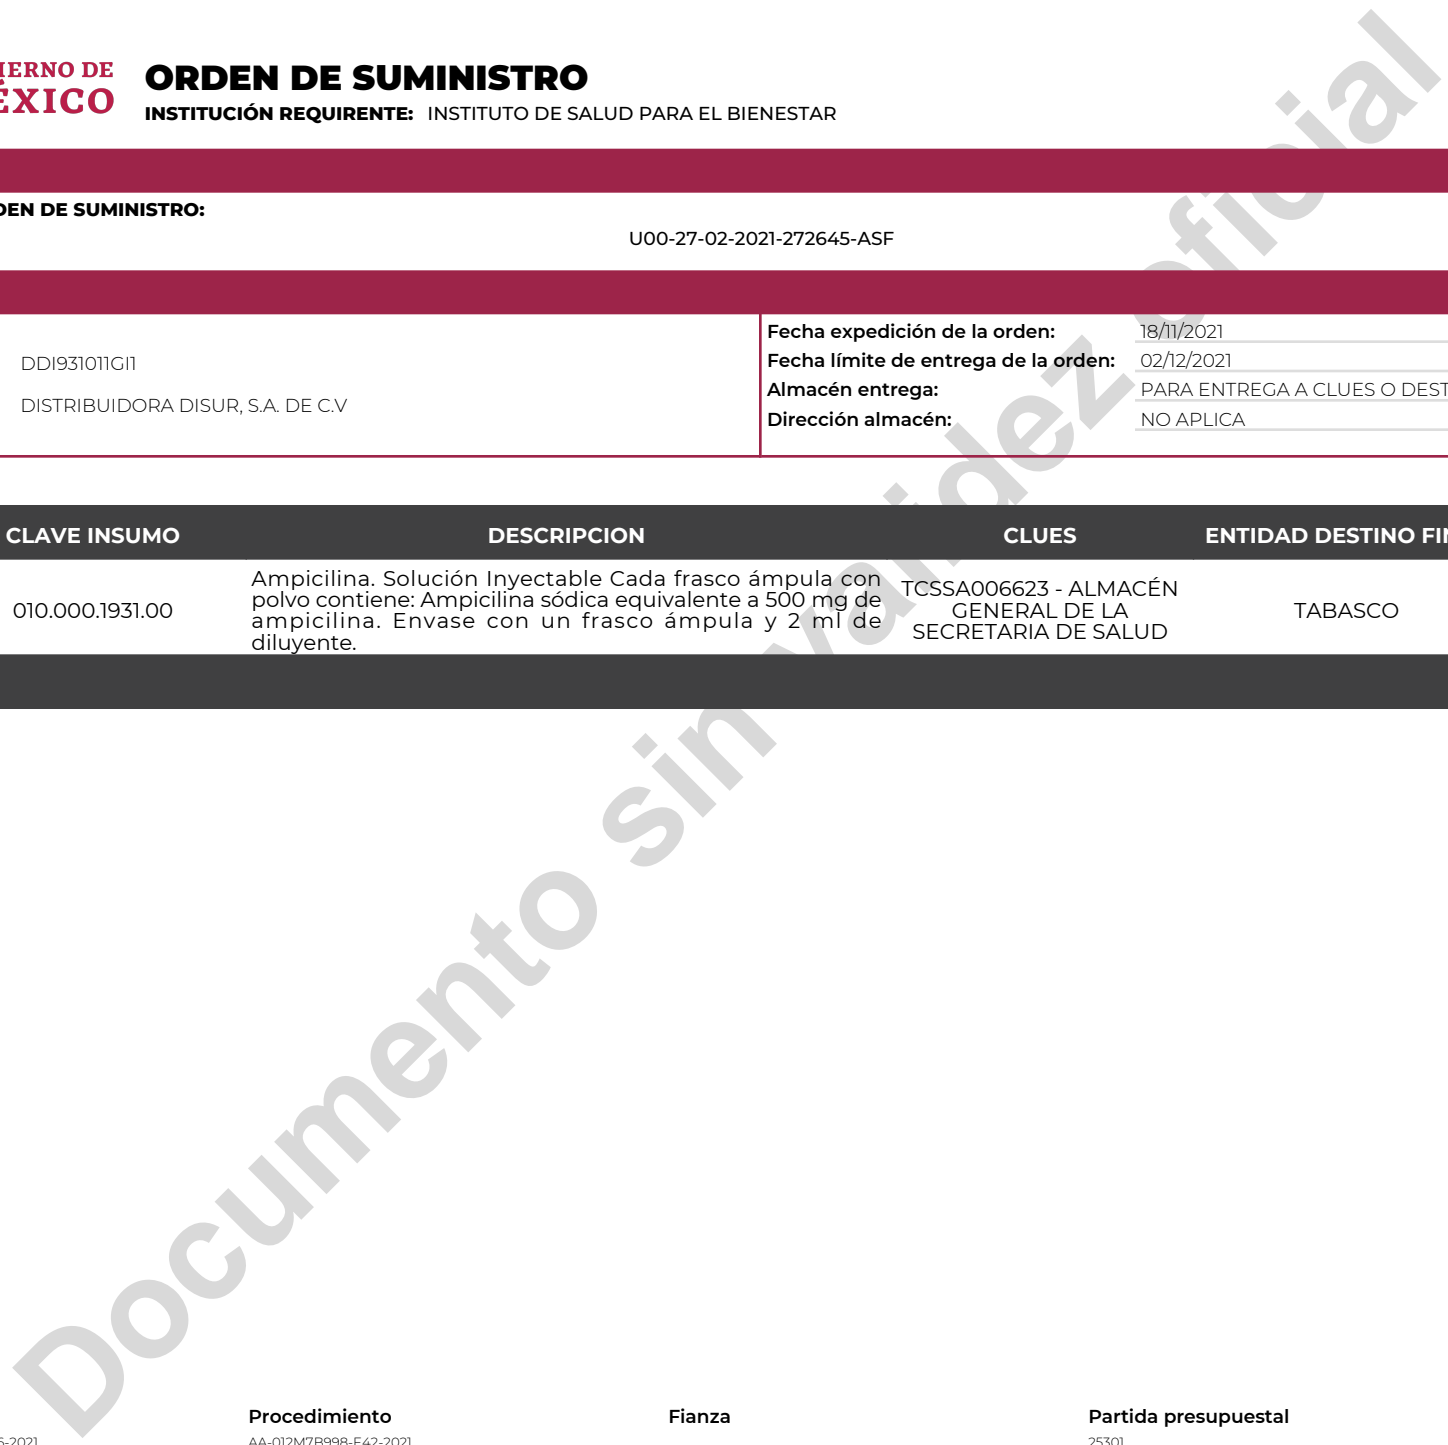 ORDEN DE SUMINISTRO
INSTITUCIÓN REQUIRENTE: INSTITUTO DE SALUD PARA EL BIENESTAR
DE
DE SUMINISTRO:
U00-27-02-2021-272645-ASF
DDI931011GI1
DISTRIBUIDORA DISUR, S.A. DE C.V
Fecha expedición de la orden: 18/11/2021
Fecha límite de entrega de la orden: 02/12/2021
Almacén entrega: PARA ENTREGA A CLUES O
Dirección almacén: NO APLICA
CLAVE INSUMO DESCRIPCION CLUES ENTIDAD DESTINO
010.000.1931.00
Ampicilina. Solución Inyectable Cada frasco ámpula con
polvo contiene: Ampicilina sódica equivalente a 500 mg de
ampicilina. Envase con un frasco ámpula y 2 ml de
diluyente.
TCSSA006623 - ALMACÉN
GENERAL DE LA
SECRETARIA DE SALUD
TABASCO
Documento sin validez oficial
Procedimiento Fianza Partida presupuestal